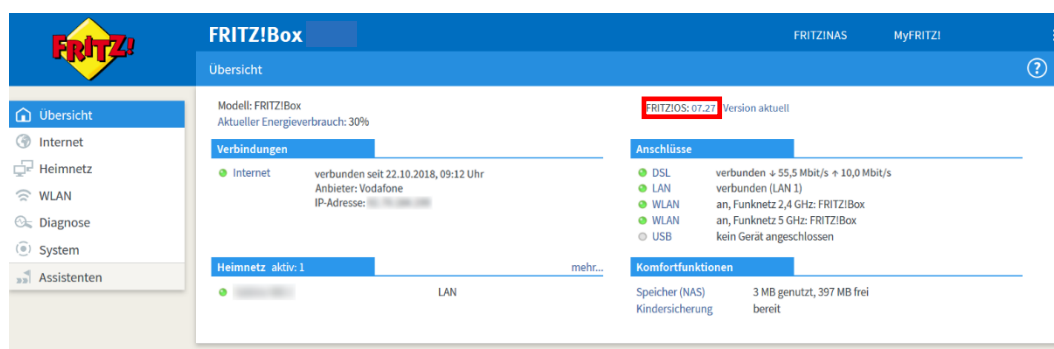 FRITZ!
FRITZ!Box
FRITZ!NAS
MyFRITZ!
Übersicht
?
Übersicht
Internet
Heimnetz
WLAN
Diagnose
System
Assistenten
Modell: FRITZ!Box
Aktueller Energieverbrauch: 30%
FRITZ!OS: 07.27 Version aktuell
Verbindungen
Internet verbunden seit 22.10.2018, 09:12 Uhr
Anbieter: Vodafone
IP-Adresse:
Anschlüsse
DSL verbunden ↓ 55,5 Mbit/s ↑ 10,0 Mbit/s
LAN verbunden (LAN 1)
WLAN an, Funknetz 2,4 GHz: FRITZ!Box
WLAN an, Funknetz 5 GHz: FRITZ!Box
USB kein Gerät angeschlossen
Heimnetz aktiv: 1 mehr...
LAN
Komfortfunktionen
Speicher (NAS) 3 MB genutzt, 397 MB frei
Kindersicherung bereit